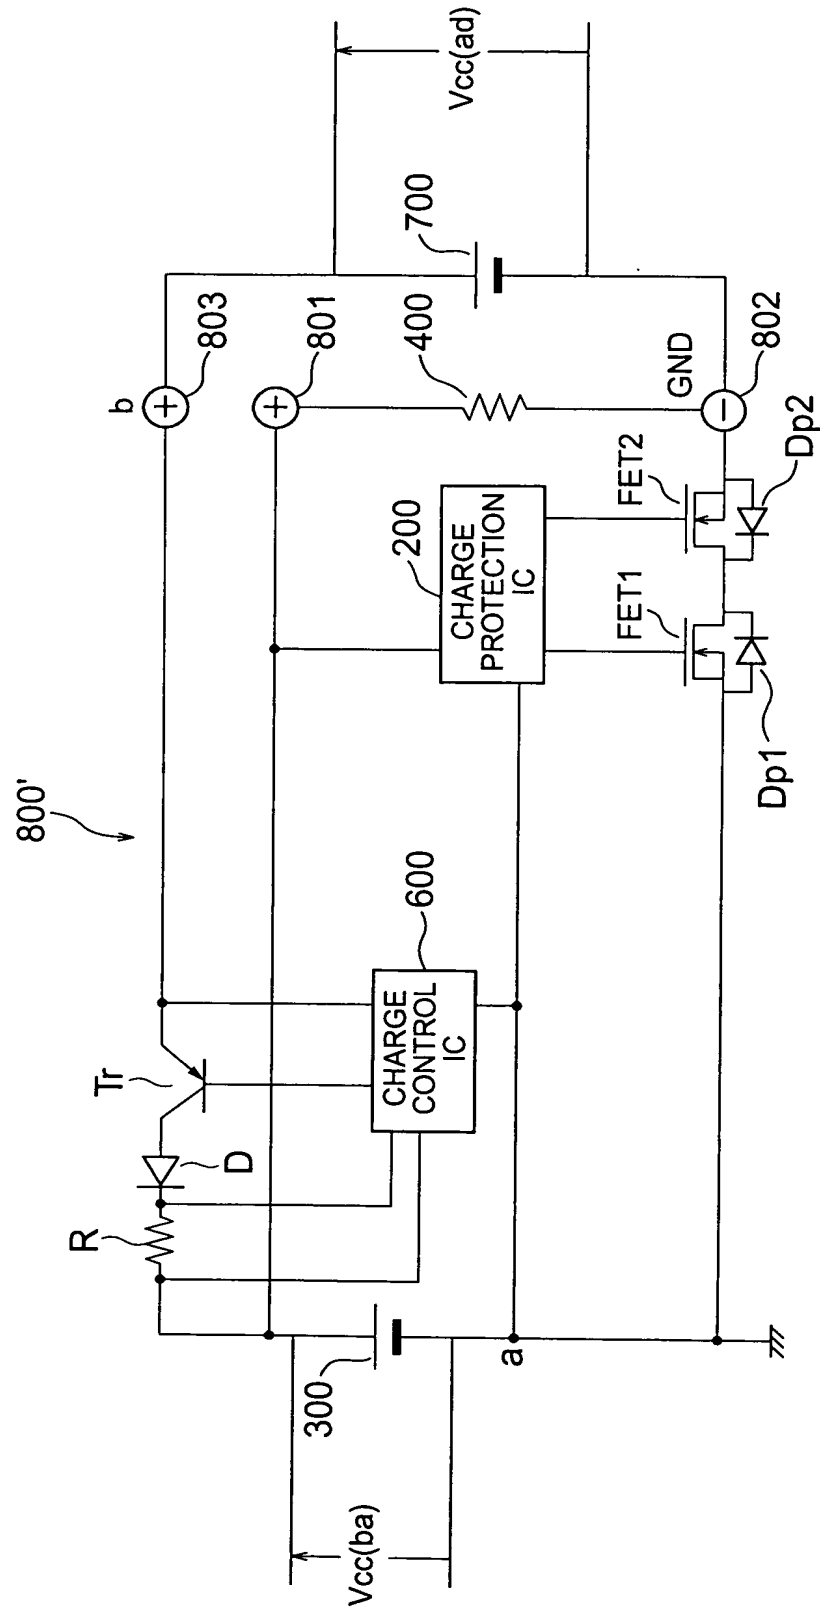 800'
Tr
D
R
b
803
801
400
700
Vcc(ad)
CHARGE
CONTROL
IC
600
CHARGE
PROTECTION
IC
200
GND
802
FET2
FET1
Dp2
Dp1
300
Vcc(ba)
a
+
+
−